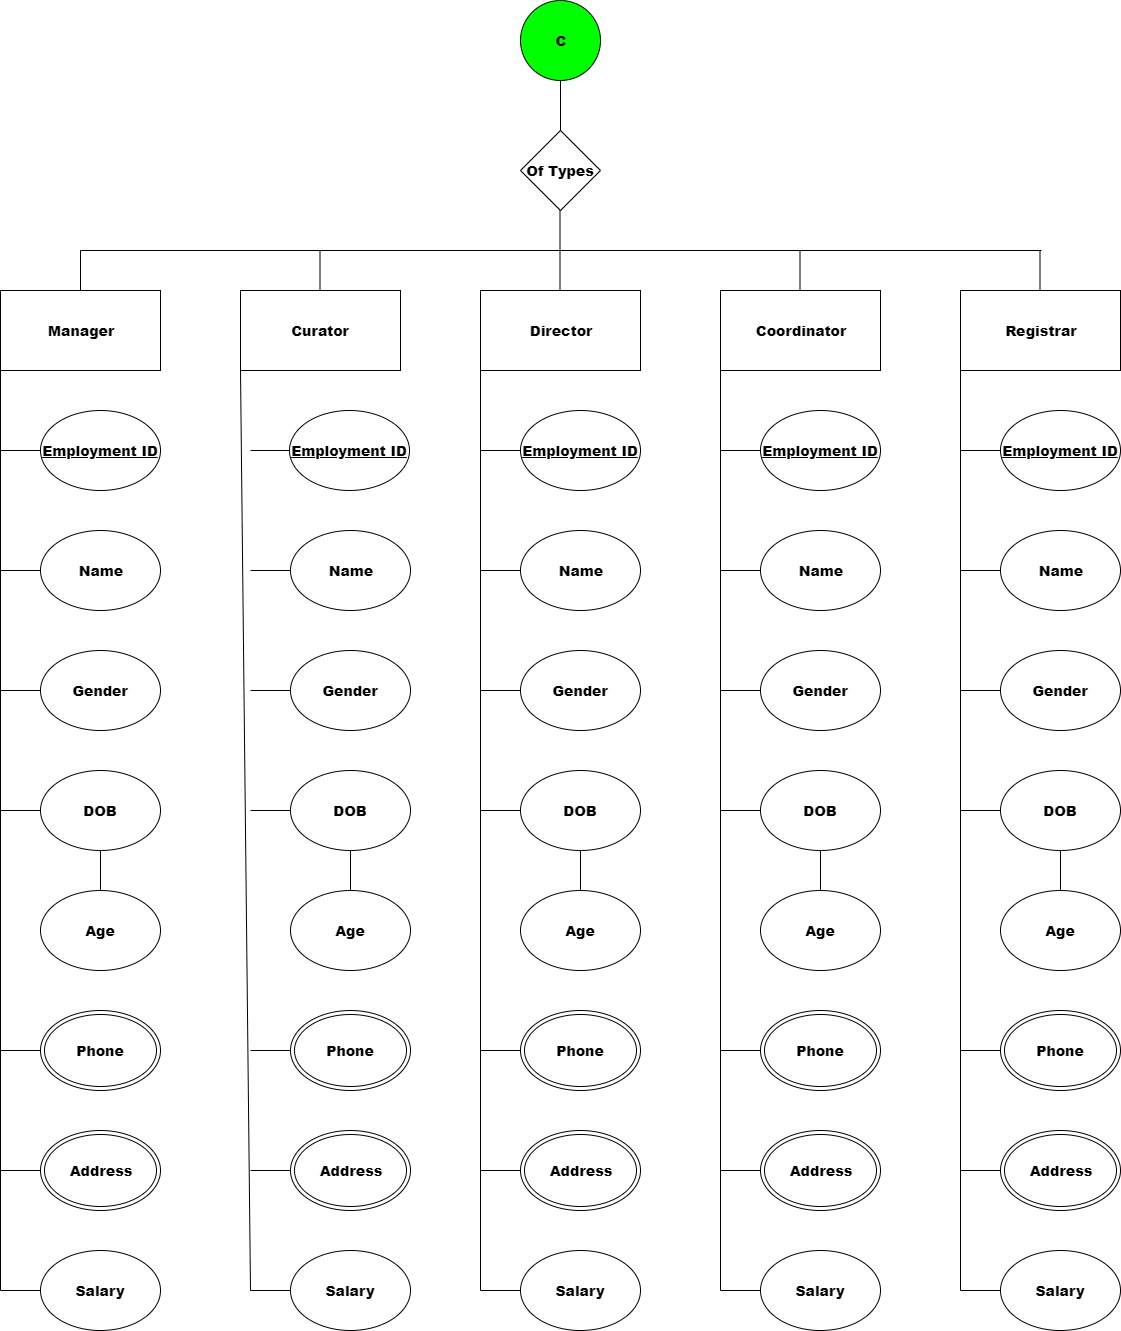 C
Of Types
Manager
Curator
Director
Coordinator
Registrar
Employment ID
Employment ID
Employment ID
Employment ID
Employment ID
Name
Name
Name
Name
Name
Gender
Gender
Gender
Gender
Gender
DOB
DOB
DOB
DOB
DOB
Age
Age
Age
Age
Age
Phone
Phone
Phone
Phone
Phone
Address
Address
Address
Address
Address
Salary
Salary
Salary
Salary
Salary